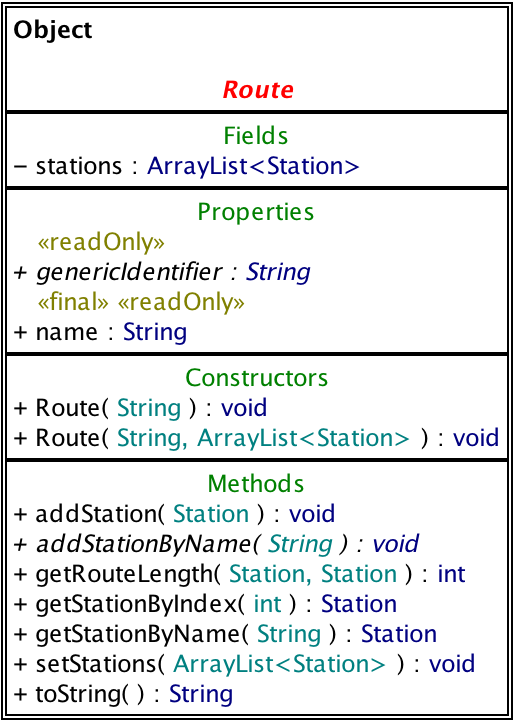 Object
Route
Fields
− stations : ArrayList<Station>
Properties
«readOnly»
+ genericIdentifier : String
«final» «readOnly»
+ name : String
Constructors
+ Route( String ) : void
+ Route( String, ArrayList<Station> ) : void
Methods
+ addStation( Station ) : void
+ addStationByName( String ) : void
+ getRouteLength( Station, Station ) : int
+ getStationByIndex( int ) : Station
+ getStationByName( String ) : Station
+ setStations( ArrayList<Station> ) : void
+ toString( ) : String